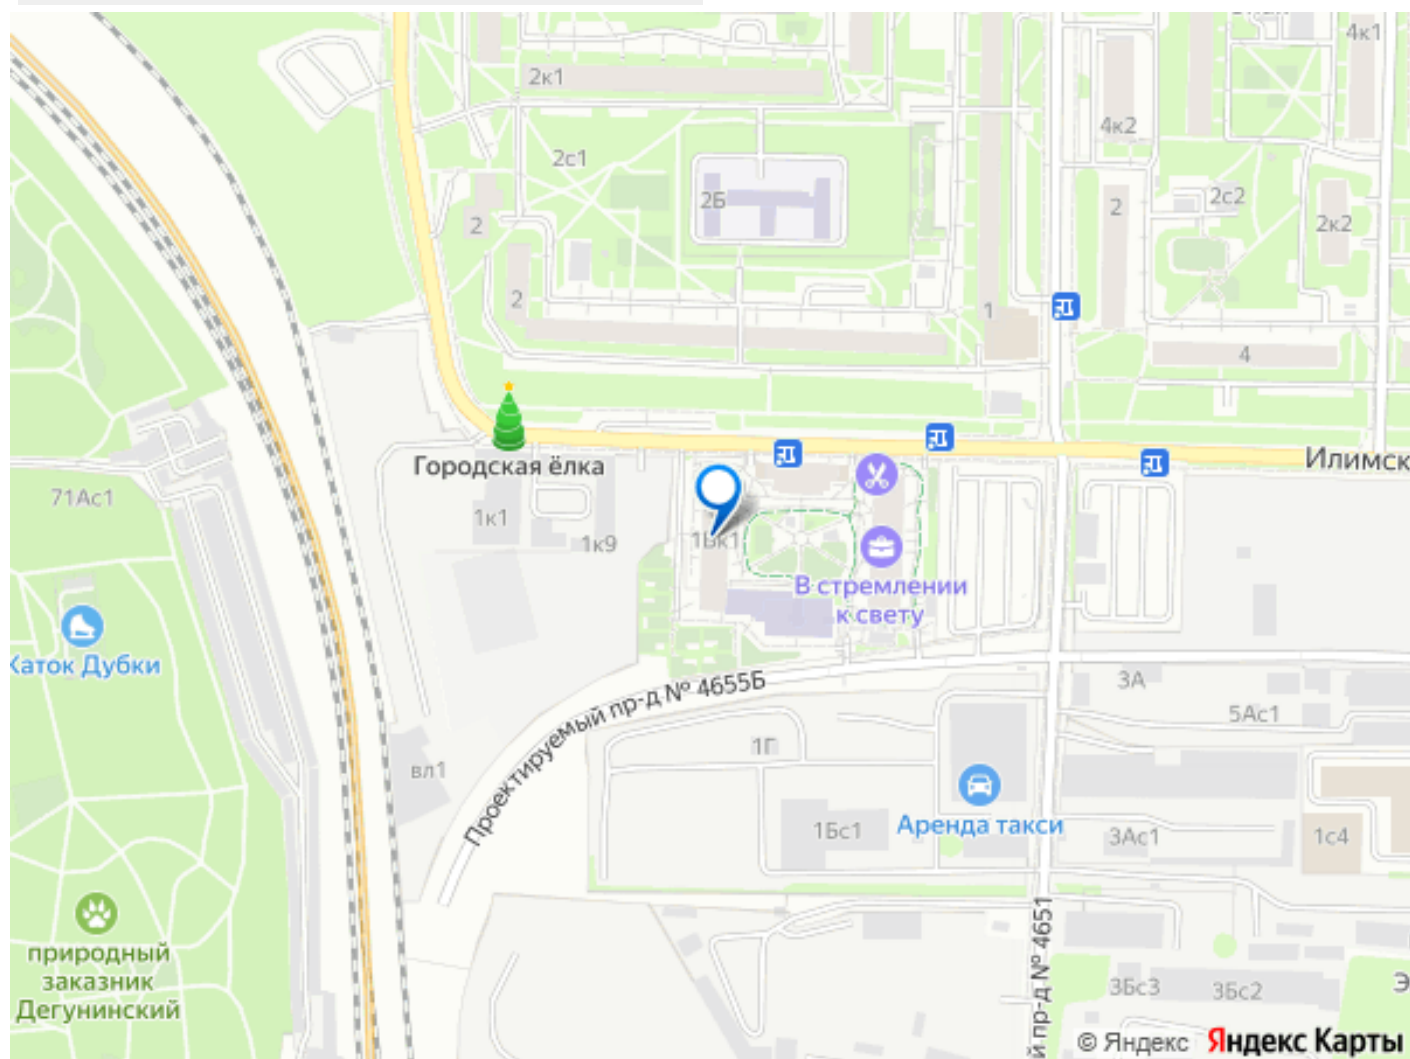 4к1
2к1
4к2
2с1
2Б
2с2
2
2
2к2
2
1
4
Городская ёлка
Илимск
71Ас1
1к1
1к9
В стремлении
к свету
Каток Дубки
Проектируемый пр-д № 4655Б
3А
5Ас1
1Г
вл1
Аренда такси
1Бс1
3Ас1
1с4
природный
заказник
Дегунинский
й пр-д № 4651
3Бс3
3Бс2
Э
© Яндекс Яндекс Карты